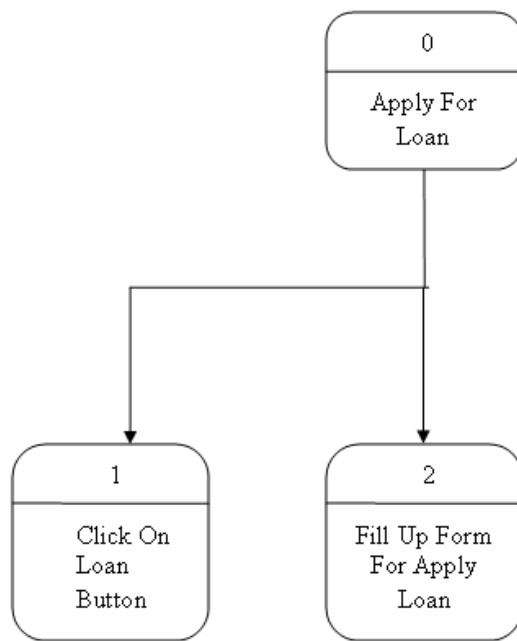 0
Apply For
Loan
1
Click On
Loan
Button
2
Fill Up Form
For Apply
Loan